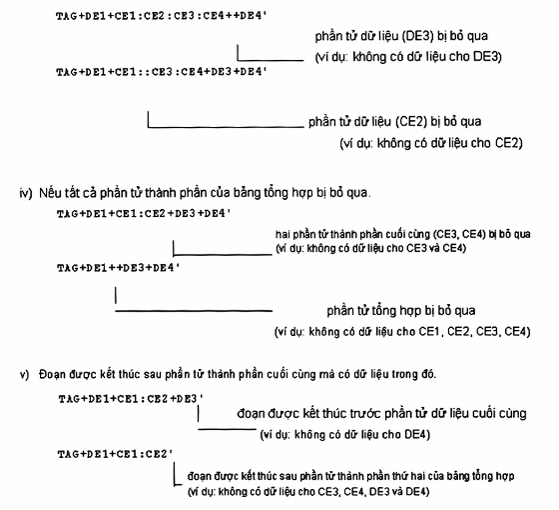 TAG+DE1+CE1:CE2:CE3:CE4++DE4'
phần tử dữ liệu (DE3) bị bỏ qua
(ví dụ: không có dữ liệu cho DE3)
TAG+DE1+CE1::CE3:CE4+DE3+DE4'
phần tử dữ liệu (CE2) bị bỏ qua
(ví dụ: không có dữ liệu cho CE2)
iv) Nếu tất cả phần tử thành phần của bảng tổng hợp bị bỏ qua.
TAG+DE1+CE1:CE2+DE3+DE4'
hai phần tử thành phần cuối cùng (CE3, CE4) bị bỏ qua
(ví dụ: không có dữ liệu cho CE3 và CE4)
TAG+DE1++DE3+DE4'
phần tử tổng hợp bị bỏ qua
(ví dụ: không có dữ liệu cho CE1, CE2, CE3, CE4)
v) Đoạn được kết thúc sau phần tử thành phần cuối cùng mà có dữ liệu trong đó.
TAG+DE1+CE1:CE2+DE3'
đoạn được kết thúc trước phần tử dữ liệu cuối cùng
(ví dụ: không có dữ liệu cho DE4)
TAG+DE1+CE1:CE2'
đoạn được kết thúc sau phần tử thành phần thứ hai của bảng tổng hợp
(ví dụ: không có dữ liệu cho CE3, CE4, DE3 và DE4)